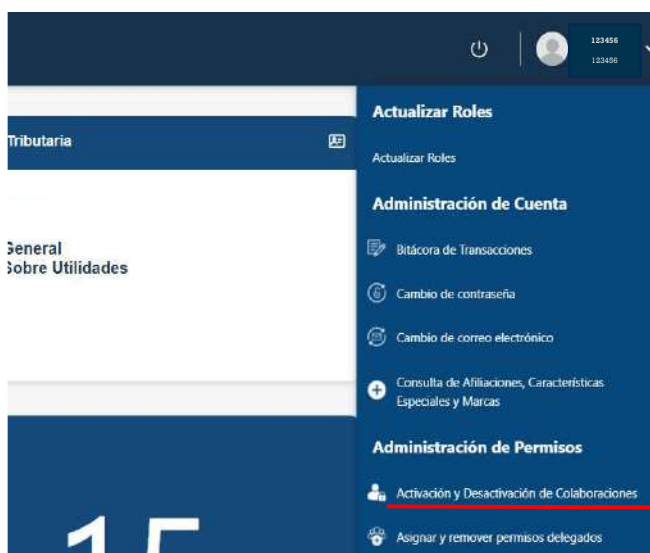 123456
123456
Actualizar Roles
Tributaria
Actualizar Roles
Administración de Cuenta
General
Sobre Utilidades
Bitácora de Transacciones
Cambio de contraseña
Cambio de correo electrónico
Consulta de Afiliaciones, Características
Especiales y Marcas
Administración de Permisos
Activación y Desactivación de Colaboraciones
15
Asignar y remover permisos delegados